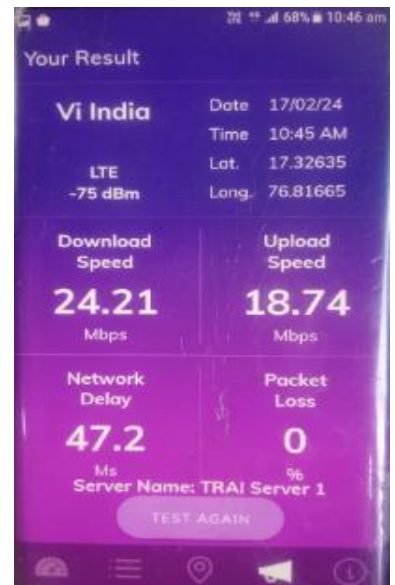 68% 10:46 am
Your Result
Vi India
LTE
-75 dBm
Date 17/02/24
Time 10:45 AM
Lat. 17.32635
Long. 76.81665
Download
Speed
24.21
Mbps
Upload
Speed
18.74
Mbps
Network
Delay
47.2
Ms
Packet
Loss
0
%
Server Name: TRAI Server 1
TEST AGAIN